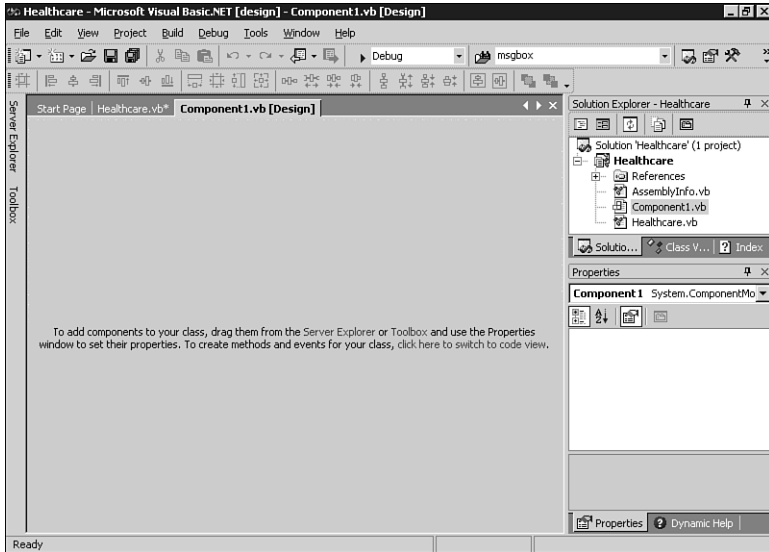 Healthcare - Microsoft Visual Basic.NET [design] - Component1.vb [Design]
File Edit View Project Build Debug Tools Window Help
Debug msgbox
Server Explorer
Toolbox
Start Page Healthcare.vb* Component1.vb [Design]
To add components to your class, drag them from the Server Explorer or Toolbox and use the Properties
window to set their properties. To create methods and events for your class, click here to switch to code view.
Solution Explorer - Healthcare
Solution 'Healthcare' (1 project)
Healthcare
References
AssemblyInfo.vb
Component1.vb
Healthcare.vb
Solutio... Class V... Index
Properties
Component1 System.ComponentMo
Properties Dynamic Help
Ready